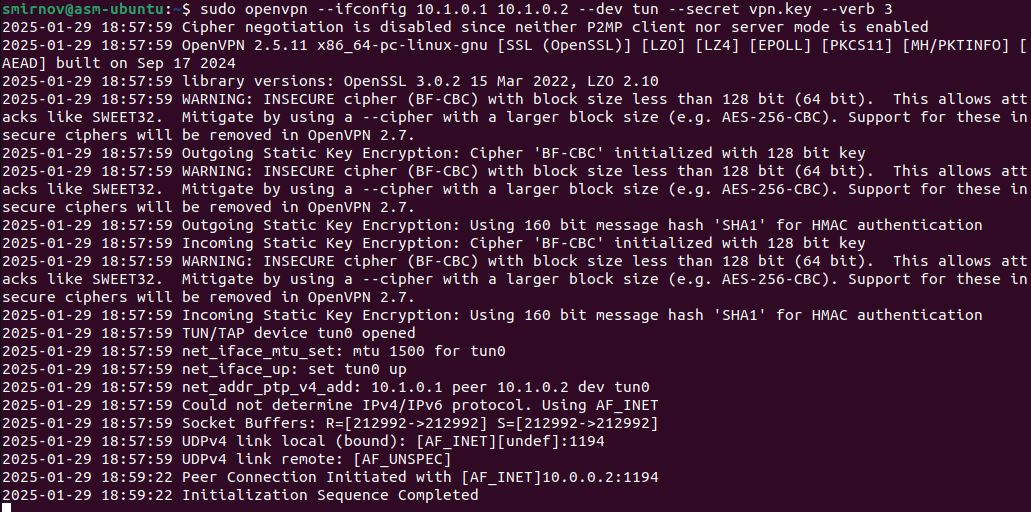 smirnov@asm-ubuntu:~$ sudo openvpn --ifconfig 10.1.0.1 10.1.0.2 --dev tun --secret vpn.key --verb 3
2025-01-29 18:57:59 Cipher negotiation is disabled since neither P2MP client nor server mode is enabled
2025-01-29 18:57:59 OpenVPN 2.5.11 x86_64-pc-linux-gnu [SSL (OpenSSL)] [LZO] [LZ4] [EPOLL] [PKCS11] [MH/PKTINFO] [
AEAD] built on Sep 17 2024
2025-01-29 18:57:59 library versions: OpenSSL 3.0.2 15 Mar 2022, LZO 2.10
2025-01-29 18:57:59 WARNING: INSECURE cipher (BF-CBC) with block size less than 128 bit (64 bit).  This allows att
acks like SWEET32.  Mitigate by using a --cipher with a larger block size (e.g. AES-256-CBC). Support for these in
secure ciphers will be removed in OpenVPN 2.7.
2025-01-29 18:57:59 Outgoing Static Key Encryption: Cipher 'BF-CBC' initialized with 128 bit key
2025-01-29 18:57:59 WARNING: INSECURE cipher (BF-CBC) with block size less than 128 bit (64 bit).  This allows att
acks like SWEET32.  Mitigate by using a --cipher with a larger block size (e.g. AES-256-CBC). Support for these in
secure ciphers will be removed in OpenVPN 2.7.
2025-01-29 18:57:59 Outgoing Static Key Encryption: Using 160 bit message hash 'SHA1' for HMAC authentication
2025-01-29 18:57:59 Incoming Static Key Encryption: Cipher 'BF-CBC' initialized with 128 bit key
2025-01-29 18:57:59 WARNING: INSECURE cipher (BF-CBC) with block size less than 128 bit (64 bit).  This allows att
acks like SWEET32.  Mitigate by using a --cipher with a larger block size (e.g. AES-256-CBC). Support for these in
secure ciphers will be removed in OpenVPN 2.7.
2025-01-29 18:57:59 Incoming Static Key Encryption: Using 160 bit message hash 'SHA1' for HMAC authentication
2025-01-29 18:57:59 TUN/TAP device tun0 opened
2025-01-29 18:57:59 net_iface_mtu_set: mtu 1500 for tun0
2025-01-29 18:57:59 net_iface_up: set tun0 up
2025-01-29 18:57:59 net_addr_ptp_v4_add: 10.1.0.1 peer 10.1.0.2 dev tun0
2025-01-29 18:57:59 Could not determine IPv4/IPv6 protocol. Using AF_INET
2025-01-29 18:57:59 Socket Buffers: R=[212992->212992] S=[212992->212992]
2025-01-29 18:57:59 UDPv4 link local (bound): [AF_INET][undef]:1194
2025-01-29 18:57:59 UDPv4 link remote: [AF_UNSPEC]
2025-01-29 18:59:22 Peer Connection Initiated with [AF_INET]10.0.0.2:1194
2025-01-29 18:59:22 Initialization Sequence Completed